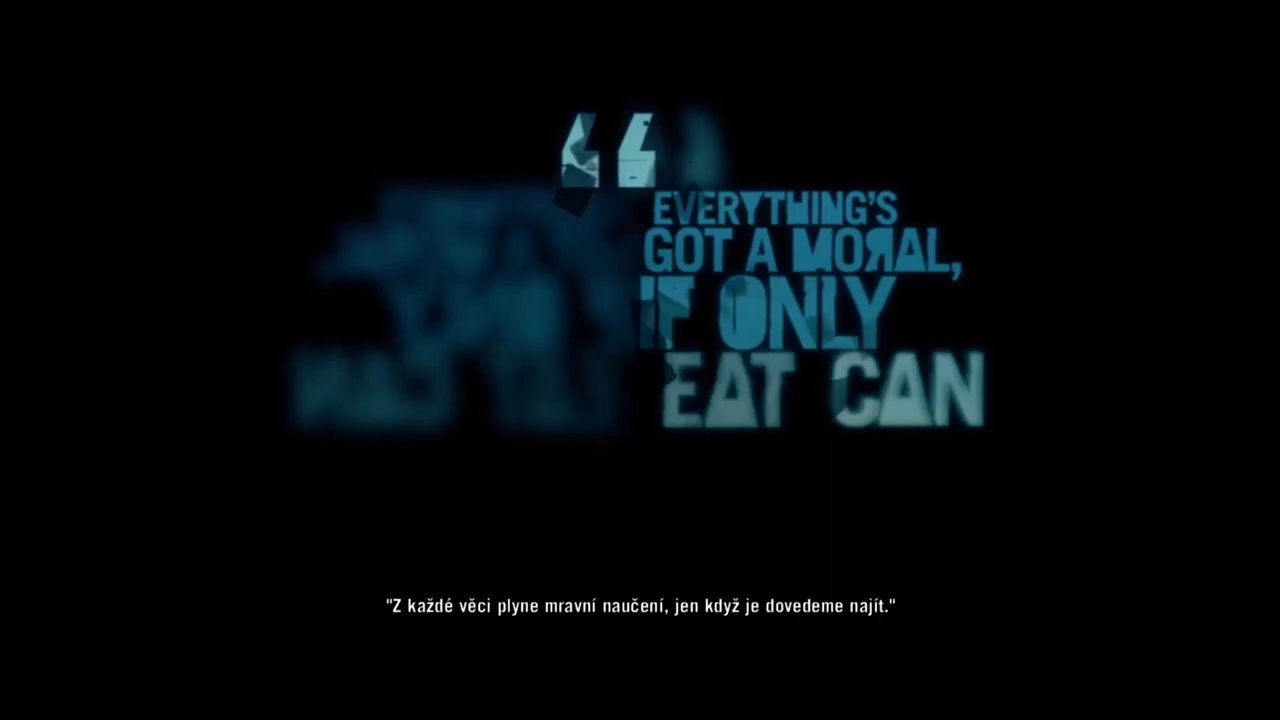 “
EVERYTHING'S
GOT A MORAL,
IF ONLY
EAT CAN
"Z každé věci plyne mravní naučení, jen když je dovedeme najít."